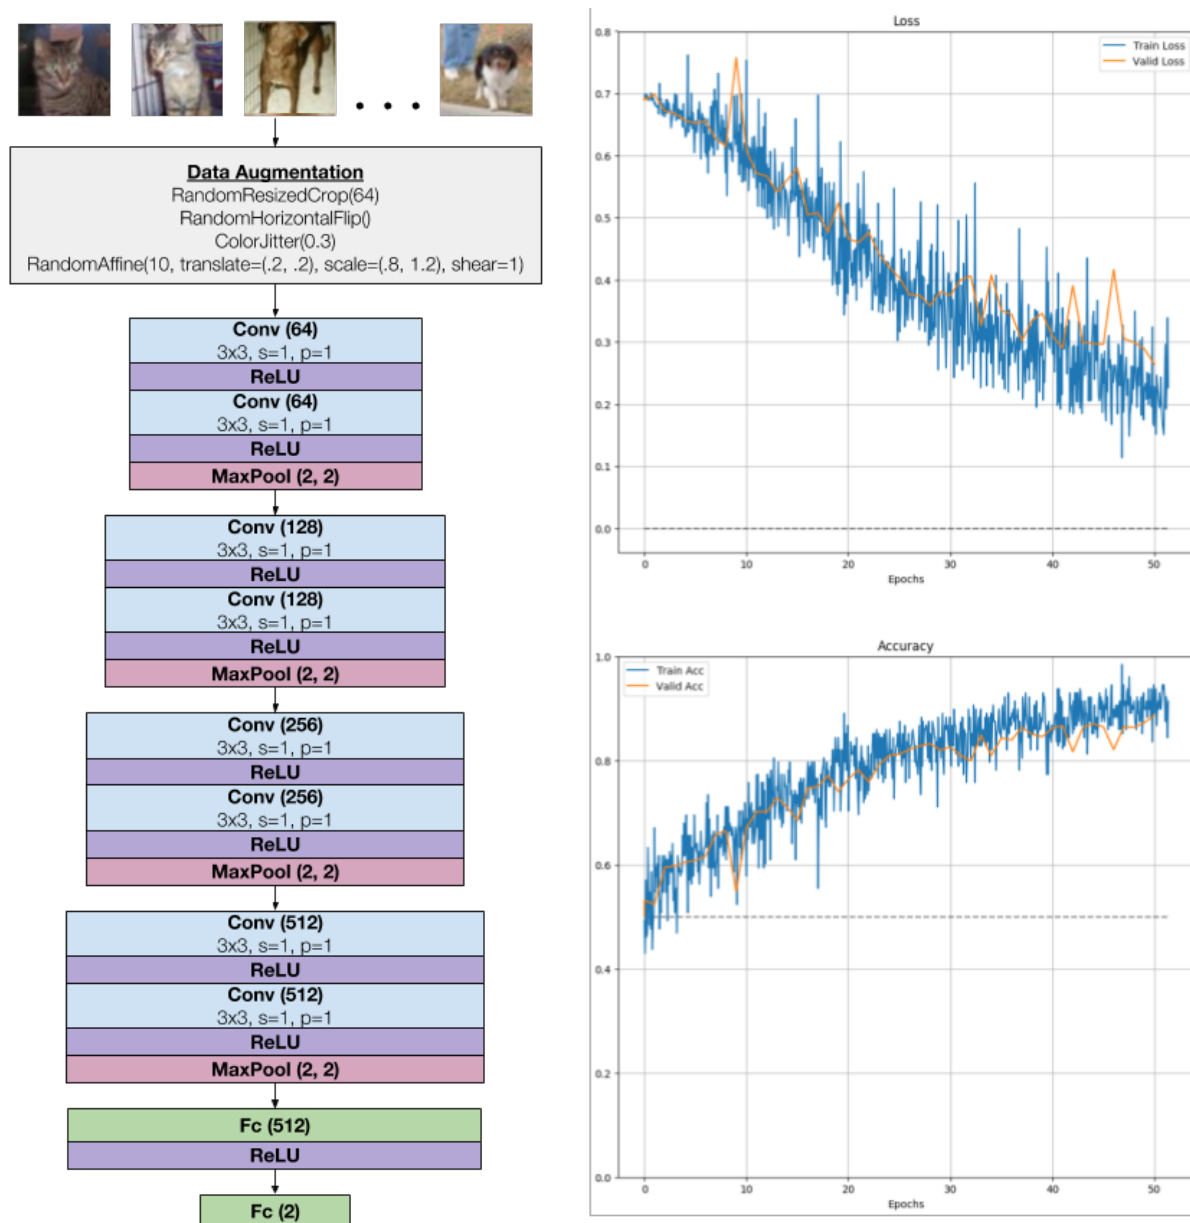 Data Augmentation
RandomResizedCrop(64)
RandomHorizontalFlip()
ColorJitter(0.3)
RandomAffine(10, translate=(.2, .2), scale=(.8, 1.2), shear=1)
Conv (64)
3x3, s=1, p=1
ReLU
Conv (64)
3x3, s=1, p=1
ReLU
MaxPool (2, 2)
Conv (128)
3x3, s=1, p=1
ReLU
Conv (128)
3x3, s=1, p=1
ReLU
MaxPool (2, 2)
Conv (256)
3x3, s=1, p=1
ReLU
Conv (256)
3x3, s=1, p=1
ReLU
MaxPool (2, 2)
Conv (512)
3x3, s=1, p=1
ReLU
Conv (512)
3x3, s=1, p=1
ReLU
MaxPool (2, 2)
Fc (512)
ReLU
Fc (2)
Loss
Train Loss
Valid Loss
0.8
0.7
0.6
0.5
0.4
0.3
0.2
0.1
0.0
0 10 20 30 40 50
Epochs
Accuracy
Train Acc
Valid Acc
1.0
0.8
0.6
0.4
0.2
0.0
0 10 20 30 40 50
Epochs